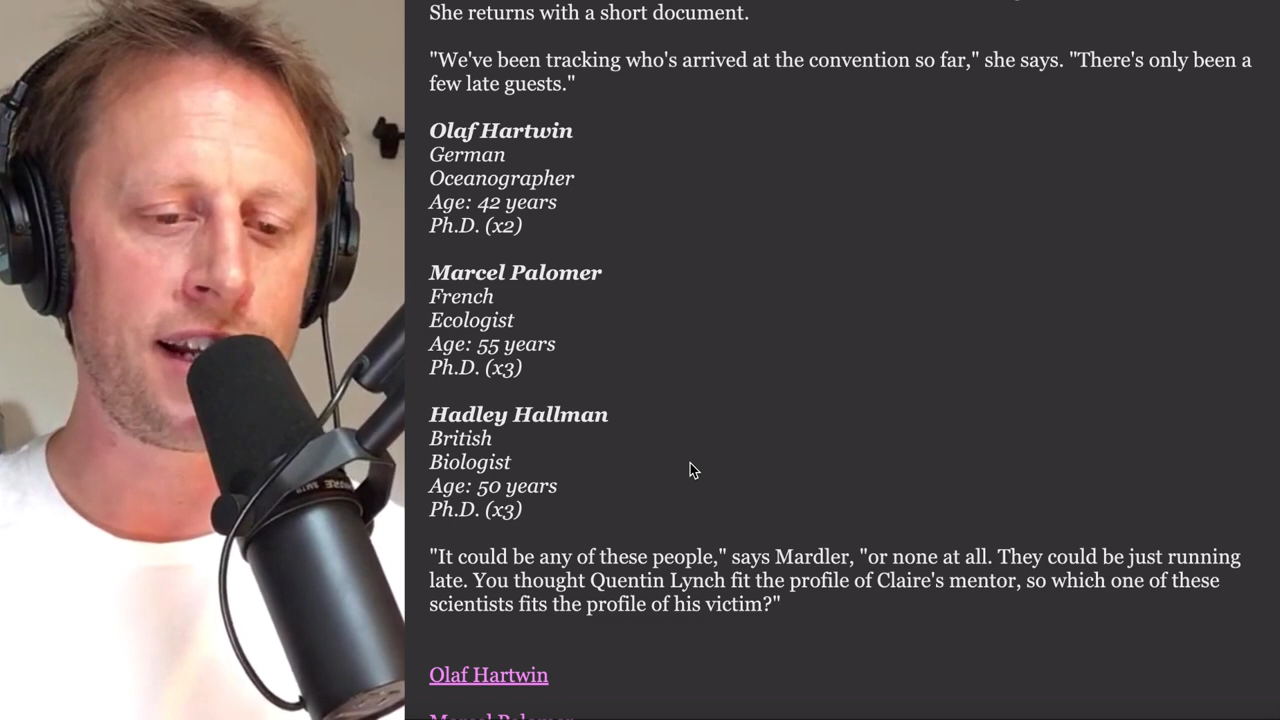 She returns with a short document.
"We've been tracking who's arrived at the convention so far," she says. "There's only been a
few late guests."
Olaf Hartwin
German
Oceanographer
Age: 42 years
Ph.D. (x2)
Marcel Palomer
French
Ecologist
Age: 55 years
Ph.D. (x3)
Hadley Hallman
British
Biologist
Age: 50 years
Ph.D. (x3)
"It could be any of these people," says Mardler, "or none at all. They could be just running
late. You thought Quentin Lynch fit the profile of Claire's mentor, so which one of these
scientists fits the profile of his victim?"
Olaf Hartwin
Marcel Palomer